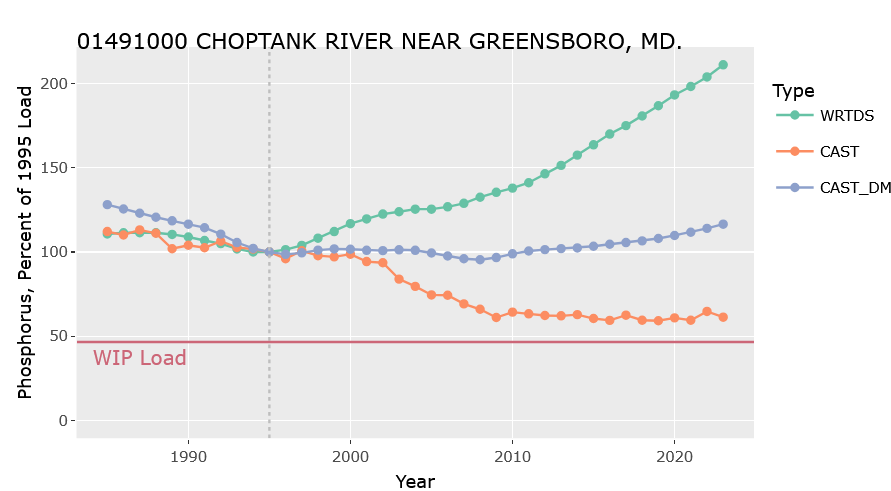 01491000 CHOPTANK RIVER NEAR GREENSBORO, MD.
Phosphorus, Percent of 1995 Load
200
150
100
50
0
WIP Load
1990
2000
2010
2020
Year
Type
WRTDS
CAST
CAST_DM